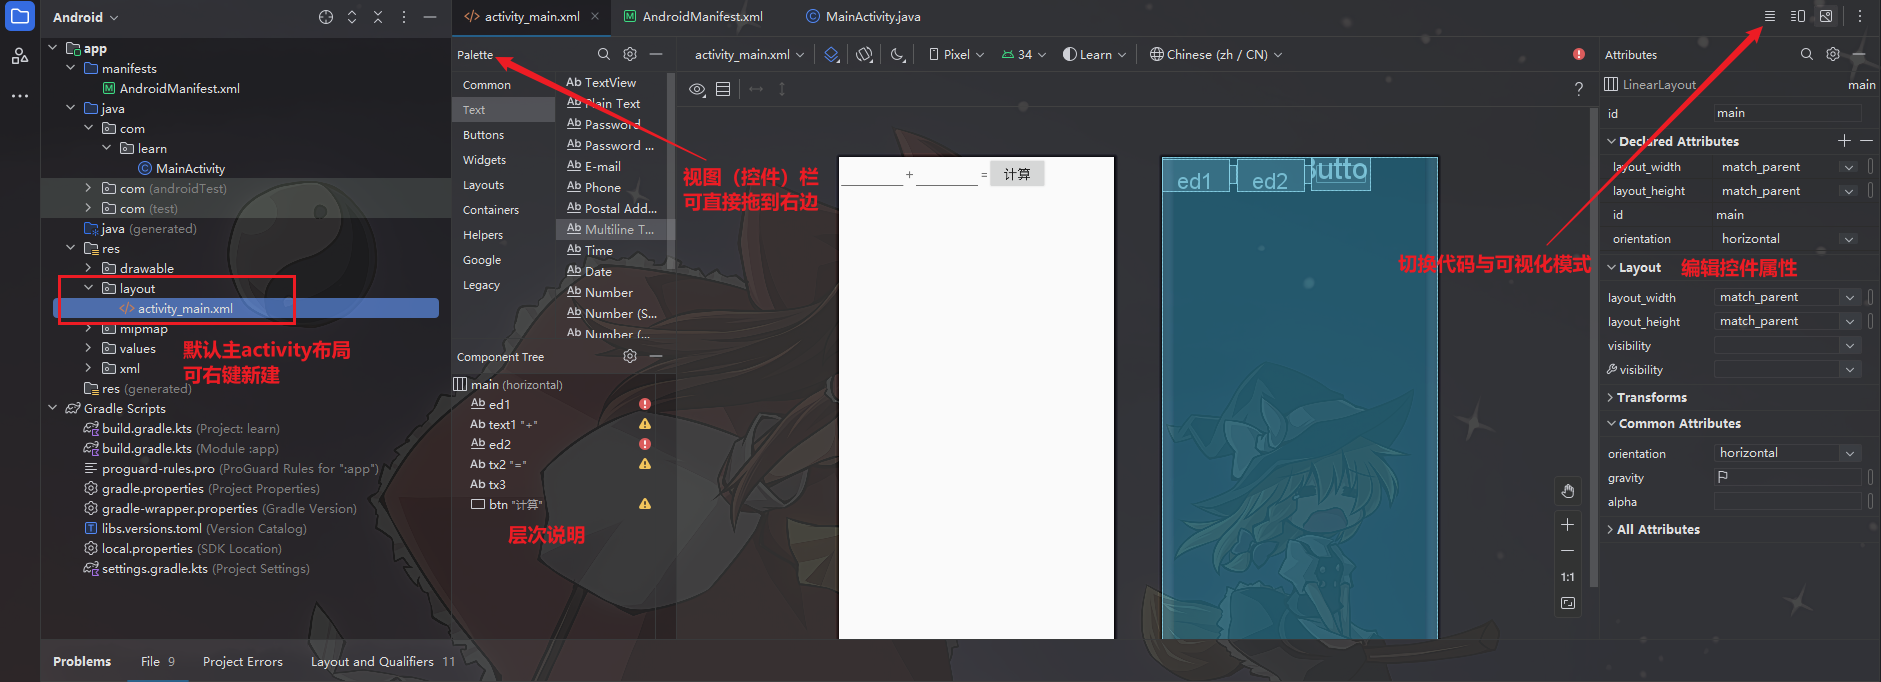 Android
activity_main.xml
AndroidManifest.xml
MainActivity.java
app
manifests
AndroidManifest.xml
java
com
learn
MainActivity
com (androidTest)
com (test)
java (generated)
res
drawable
layout
activity_main.xml
mipmap
values
xml
res (generated)
默认主activity布局
可右键新建
Gradle Scripts
build.gradle.kts (Project: learn)
build.gradle.kts (Module :app)
proguard-rules.pro (ProGuard Rules for ":app")
gradle.properties (Project Properties)
gradle-wrapper.properties (Gradle Version)
libs.versions.toml (Version Catalog)
local.properties (SDK Location)
settings.gradle.kts (Project Settings)
Palette
Common
Text
Buttons
Widgets
Layouts
Containers
Helpers
Google
Legacy
Ab TextView
Ab Plain Text
Ab Password
Ab Password ...
Ab E-mail
Ab Phone
Ab Postal Add...
Ab Multiline T...
Ab Time
Ab Date
Ab Number
Ab Number (S...
Ab Number (...
视图（控件）栏
可直接拖到右边
Component Tree
main (horizontal)
Ab ed1
Ab text1 "+"
Ab ed2
Ab tx2 "="
Ab tx3
btn "计算"
层次说明
activity_main.xml
Pixel
34
Learn
Chinese (zh / CN)
?
+
=
计算
ed1
ed2
Butto
切换代码与可视化模式
1:1
Attributes
LinearLayout
main
id
main
Declared Attributes
layout_width
match_parent
layout_height
match_parent
id
main
orientation
horizontal
Layout
编辑控件属性
layout_width
match_parent
layout_height
match_parent
visibility
visibility
Transforms
Common Attributes
orientation
horizontal
gravity
alpha
All Attributes
Problems
File 9
Project Errors
Layout and Qualifiers 11